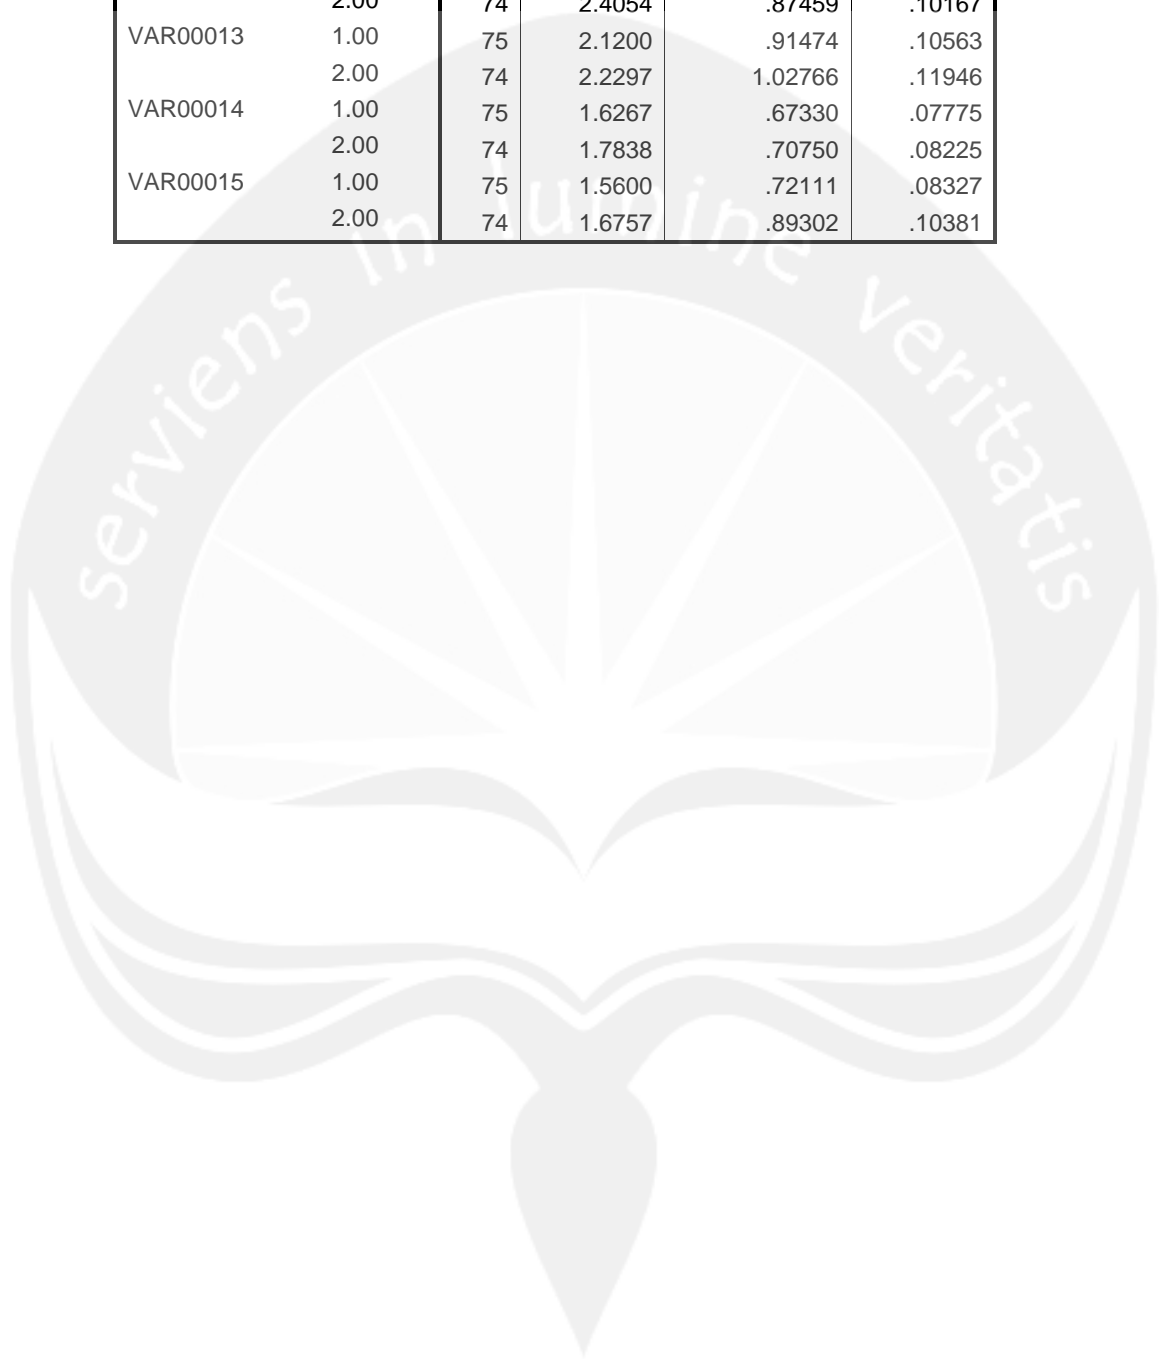 2.00 74 2.4054 .87459 .10167
VAR00013 1.00 75 2.1200 .91474 .10563
2.00 74 2.2297 1.02766 .11946
VAR00014 1.00 75 1.6267 .67330 .07775
2.00 74 1.7838 .70750 .08225
VAR00015 1.00 75 1.5600 .72111 .08327
2.00 74 1.6757 .89302 .10381
serviens in lumine veritatis